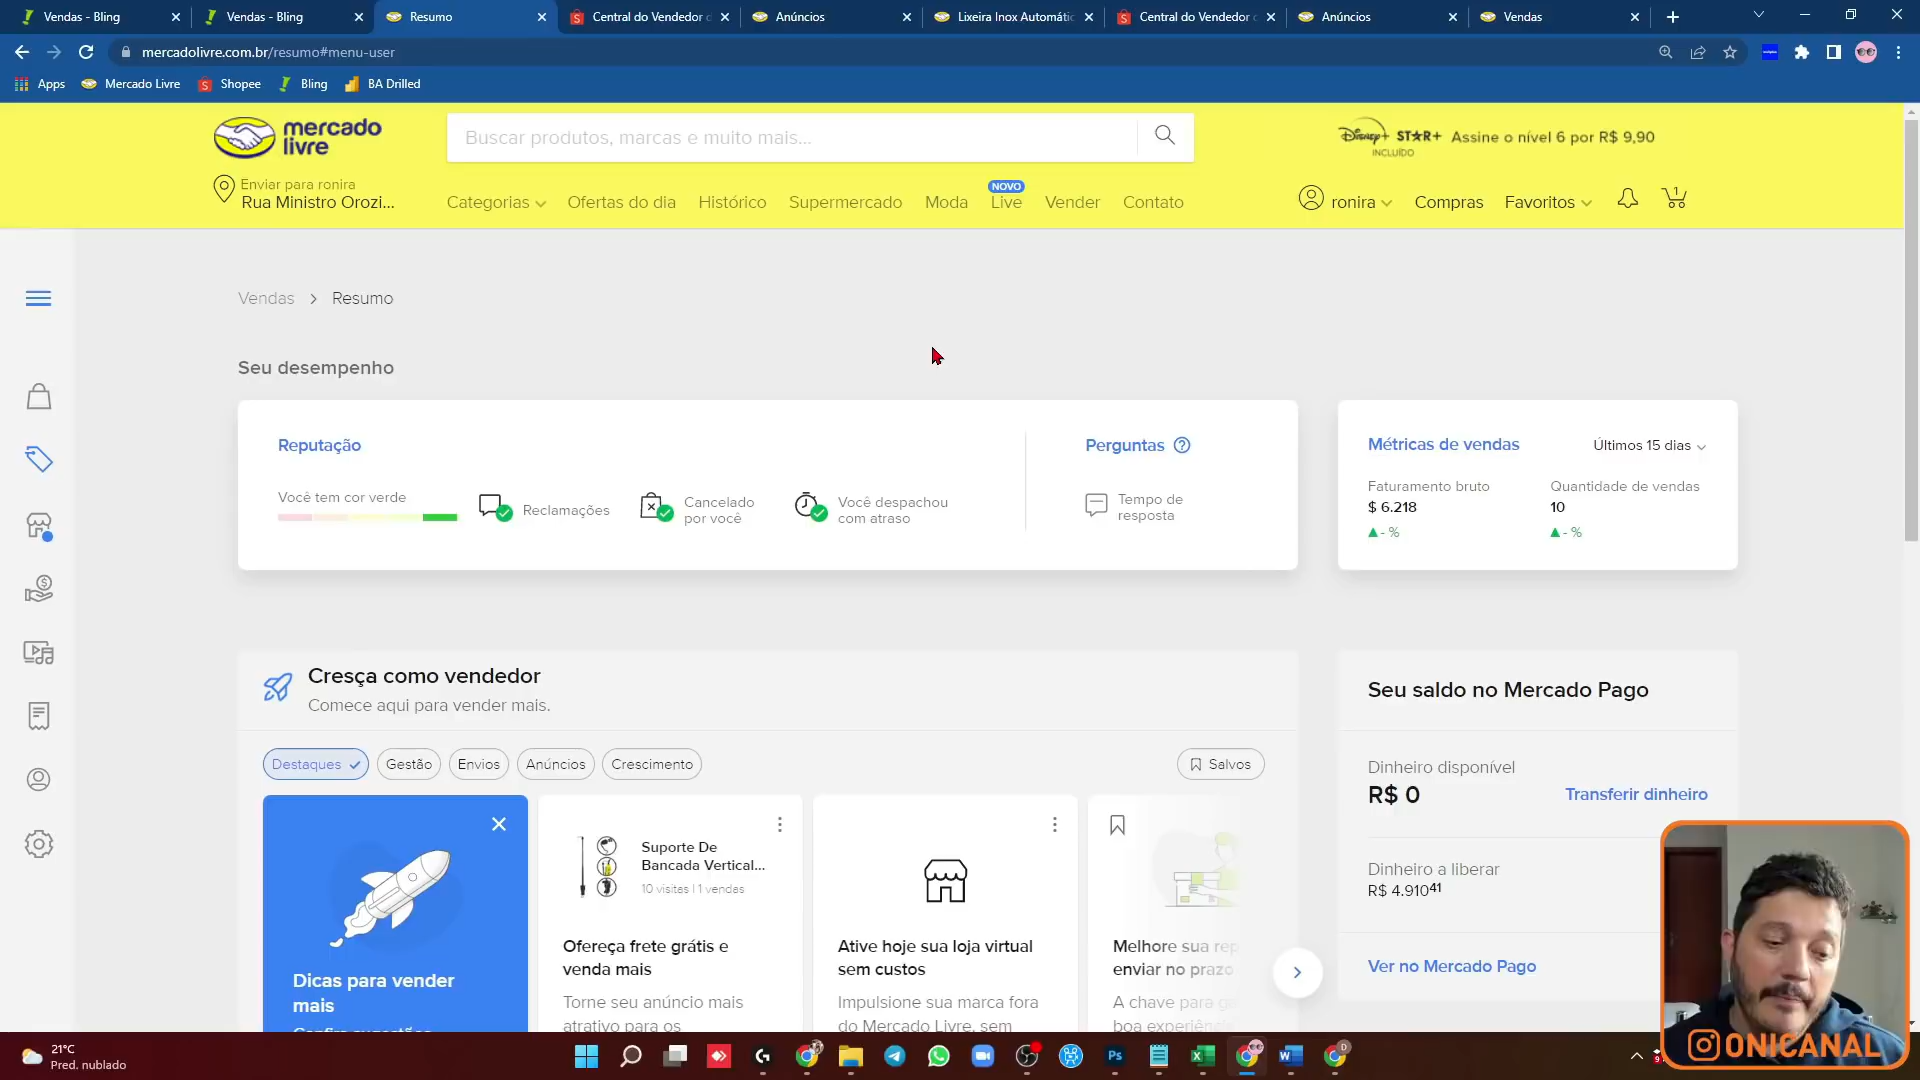 Vendas - Bling
Vendas - Bling
Resumo
Central do Vendedor
Anúncios
Lixeira Inox Automátic
Central do Vendedor
Anúncios
Vendas
mercadolivre.com.br/resumo#menu-user
Apps
Mercado Livre
Shopee
Bling
BA Drilled
mercado
livre
Buscar produtos, marcas e muito mais...
Disney+ STAR+
INCLUÍDO
Assine o nível 6 por R$ 9,90
Enviar para ronira
Rua Ministro Orozi...
Categorias
Ofertas do dia
Histórico
Supermercado
Moda
NOVO
Live
Vender
Contato
ronira
Compras
Favoritos
1
Vendas > Resumo
Seu desempenho
Reputação
Você tem cor verde
Reclamações
Cancelado
por você
Você despachou
com atraso
Perguntas
Tempo de
resposta
Métricas de vendas
Últimos 15 dias
Faturamento bruto
$ 6.218
- %
Quantidade de vendas
10
- %
Cresça como vendedor
Comece aqui para vender mais.
Destaques
Gestão
Envios
Anúncios
Crescimento
Salvos
Dicas para vender
mais
Suporte De
Bancada Vertical...
10 visitas | 1 vendas
Ofereça frete grátis e
venda mais
Torne seu anúncio mais
atrativo para os
Ative hoje sua loja virtual
sem custos
Impulsione sua marca fora
do Mercado Livre, sem
Melhore sua rep
enviar no prazo
A chave para
boa experiên
Seu saldo no Mercado Pago
Dinheiro disponível
R$ 0
Transferir dinheiro
Dinheiro a liberar
R$ 4.910⁴¹
Ver no Mercado Pago
21°C
Pred. nublado
ONICANAL